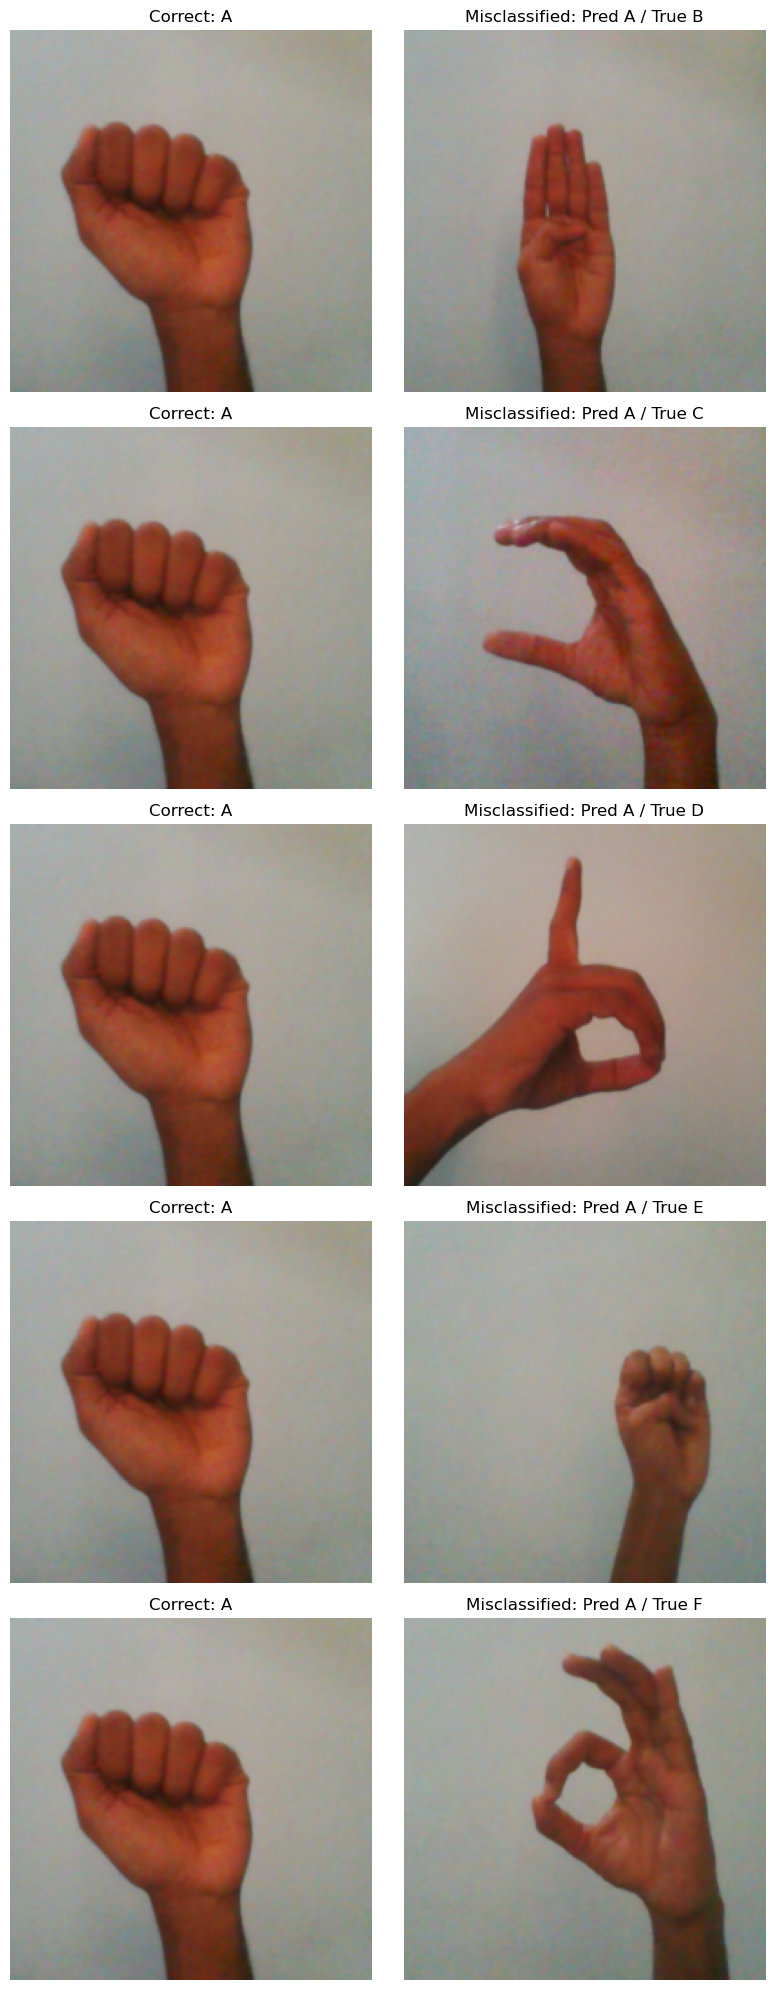 Correct: A
Misclassified: Pred A / True B
Correct: A
Misclassified: Pred A / True C
Correct: A
Misclassified: Pred A / True D
Correct: A
Misclassified: Pred A / True E
Correct: A
Misclassified: Pred A / True F